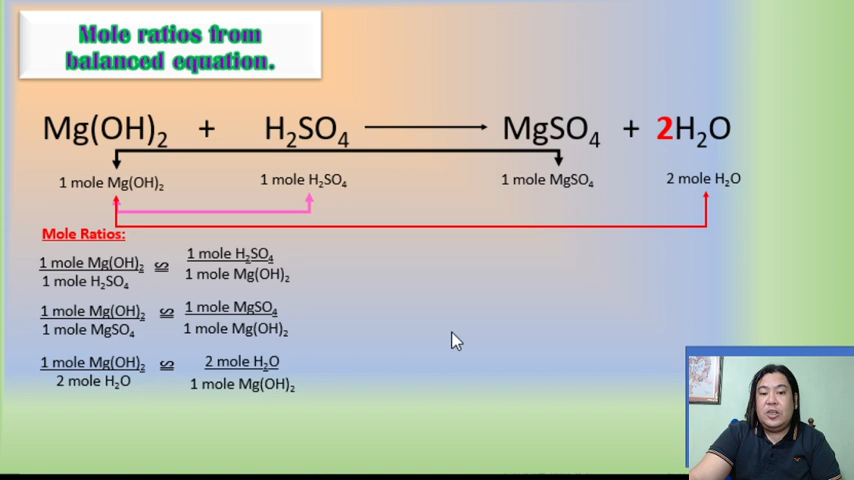 Mole ratios from
balanced equation.
Mg(OH)₂ + H₂SO₄ ⟶ MgSO₄ + 2H₂O
1 mole Mg(OH)₂ 1 mole H₂SO₄ 1 mole MgSO₄ 2 mole H₂O
Mole Ratios:
1 mole Mg(OH)₂ ≌ 1 mole H₂SO₄
1 mole H₂SO₄ 1 mole Mg(OH)₂
1 mole Mg(OH)₂ ≌ 1 mole MgSO₄
1 mole MgSO₄ 1 mole Mg(OH)₂
1 mole Mg(OH)₂ ≌ 2 mole H₂O
2 mole H₂O 1 mole Mg(OH)₂